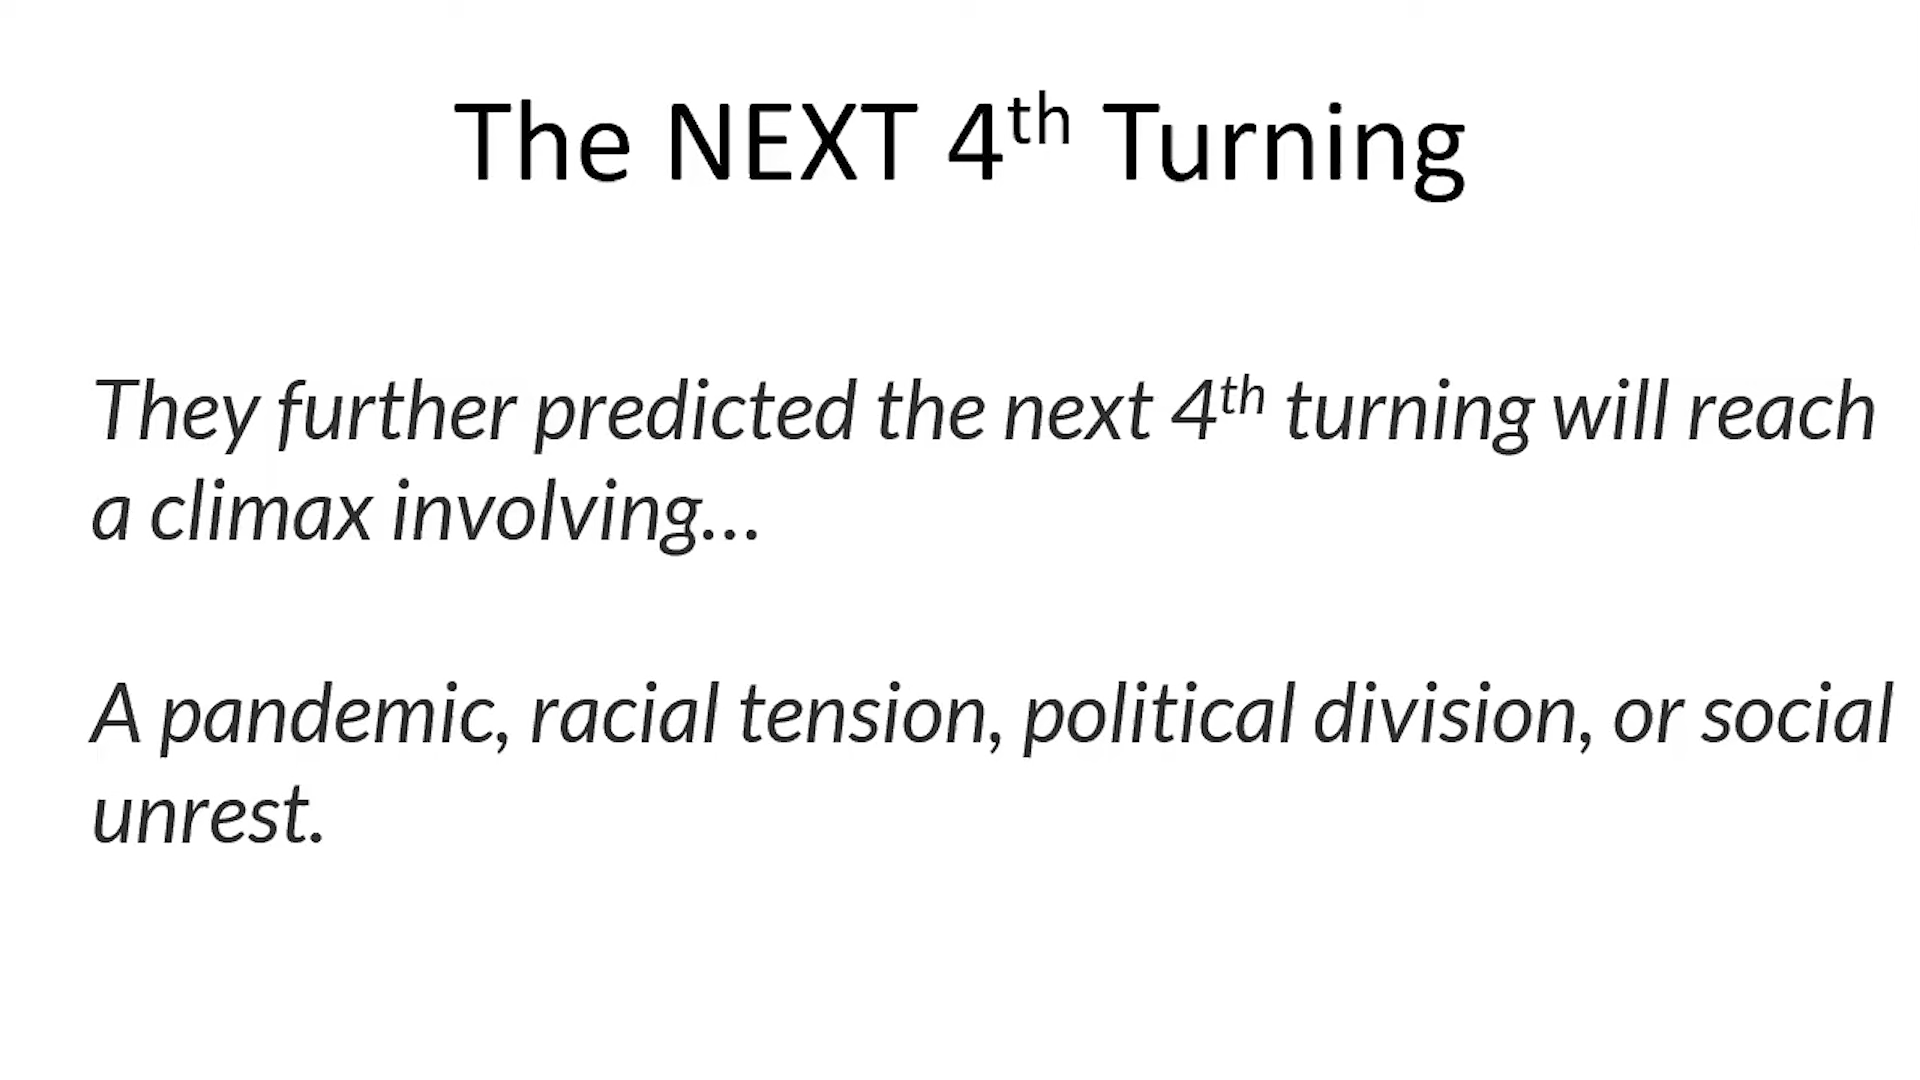 The NEXT 4th Turning
They further predicted the next 4th turning will reach
a climax involving...
A pandemic, racial tension, political division, or social
unrest.